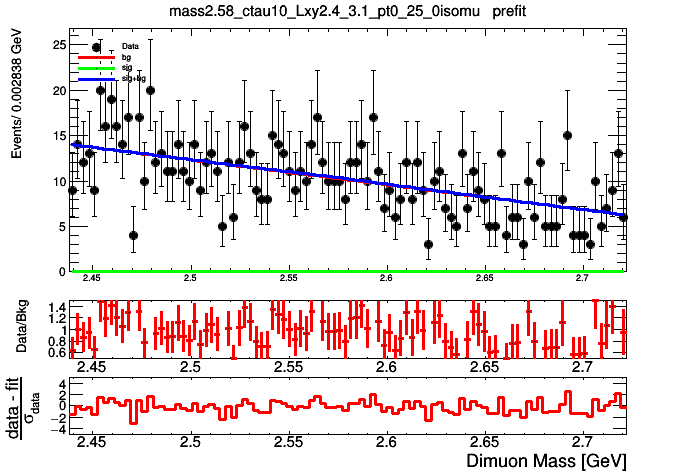 mass2.58_ctau10_Lxy2.4_3.1_pt0_25_0isomu prefit
Events/ 0.002838 GeV
25
20
15
10
5
0
Data
bg
sig
sig+bg
2.45 2.5 2.55 2.6 2.65 2.7
Data/Bkg
1.4
1.2
1
0.8
0.6
2.45 2.5 2.55 2.6 2.65 2.7
data - fit
σdata
4
2
0
−2
−4
2.45 2.5 2.55 2.6 2.65 2.7
Dimuon Mass [GeV]